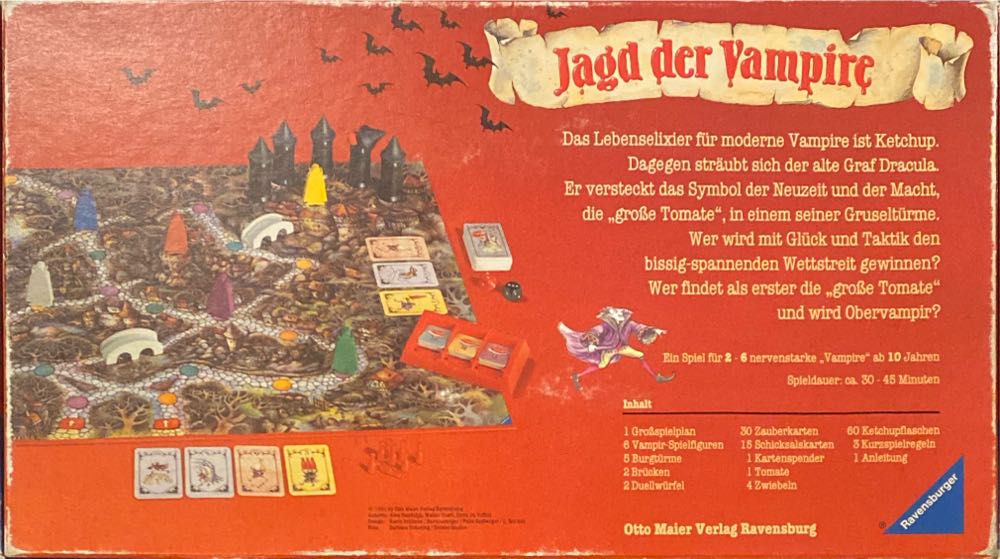 Jagd der Vampire
Das Lebenselixier für moderne Vampire ist Ketchup.
Dagegen sträubt sich der alte Graf Dracula.
Er versteckt das Symbol der Neuzeit und der Macht,
die „große Tomate“, in einem seiner Gruseltürme.
Wer wird mit Glück und Taktik den
bissig-spannenden Wettstreit gewinnen?
Wer findet als erster die „große Tomate“
und wird Obervampir?
Ein Spiel für 2 - 6 nervenstarke „Vampire“ ab 10 Jahren
Spieldauer: ca. 30 - 45 Minuten
Inhalt
1 Großspielplan
6 Vampir-Spielfiguren
5 Burgtürme
2 Brücken
2 Duellwürfel
30 Zauberkarten
15 Schicksalskarten
1 Kartenspender
1 Tomate
4 Zwiebeln
60 Ketchupflaschen
3 Kurzspielregeln
1 Anleitung
Otto Maier Verlag Ravensburg
® Ravensburger